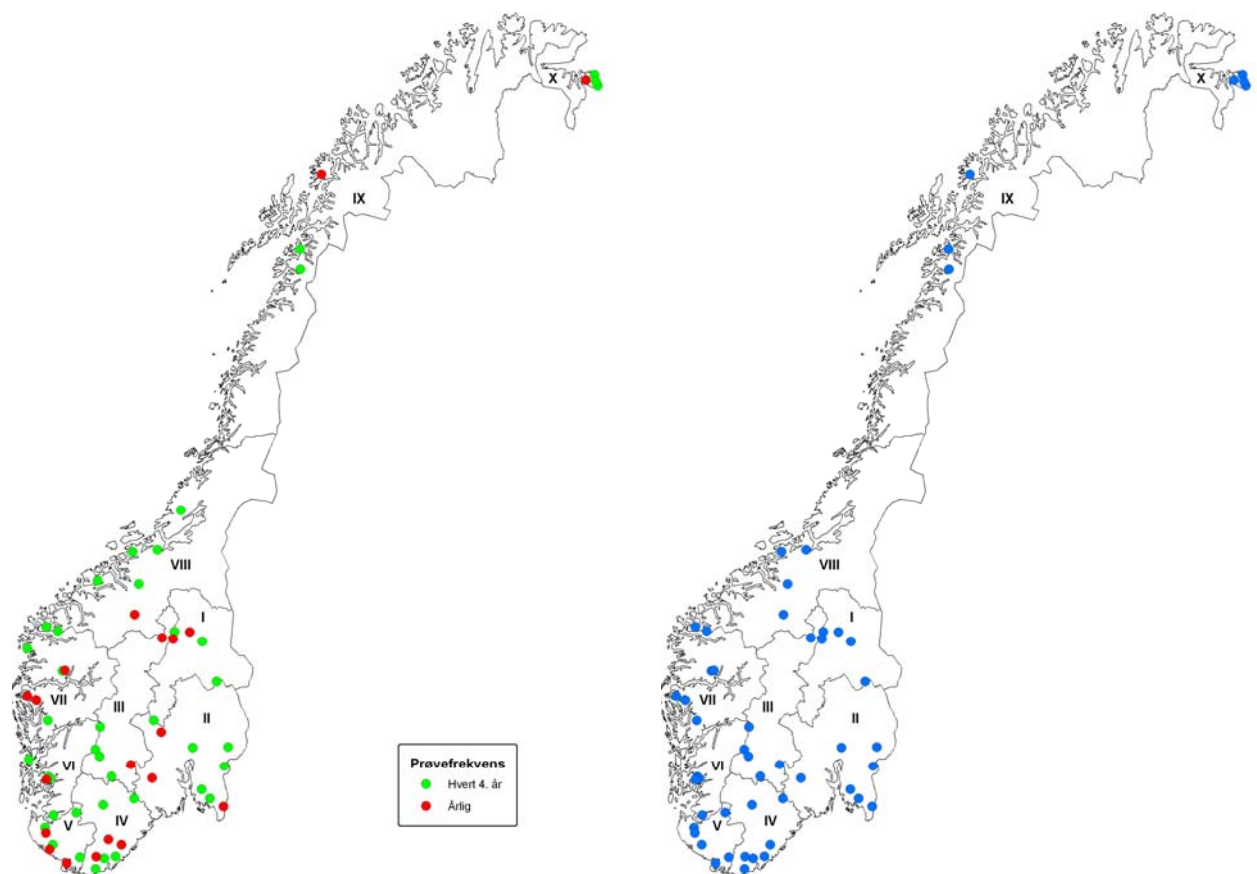 X
IX
VIII
I
VII
III
II
VI
V
IV
Prøvefrekvens
Hvert 4. år
Årlig
X
IX
VIII
I
VII
III
II
VI
V
IV